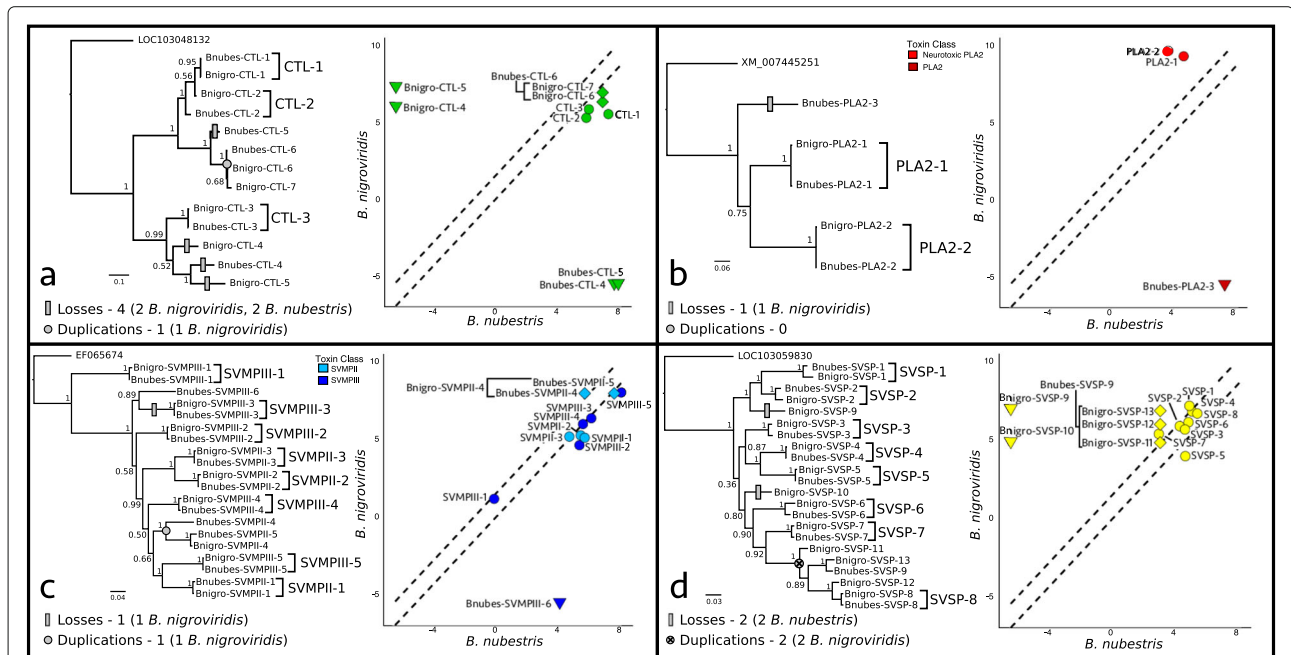 LOC103048132
Bnubes-CTL-1
Bnigro-CTL-1
CTL-1
Bnigro-CTL-2
Bnubes-CTL-2
CTL-2
Bnubes-CTL-5
Bnubes-CTL-6
Bnigro-CTL-6
Bnigro-CTL-7
Bnigro-CTL-3
Bnubes-CTL-3
CTL-3
Bnigro-CTL-4
Bnubes-CTL-4
Bnigro-CTL-5
0.95
0.56
1
1
1
1
0.68
1
1
0.99
1
0.52
1
0.1
a
Losses - 4 (2 B. nigroviridis, 2 B. nubestris)
Duplications - 1 (1 B. nigroviridis)
10
5
0
-5
B. nigroviridis
Bnigro-CTL-5
Bnigro-CTL-4
Bnubes-CTL-6
Bnigro-CTL-7
Bnigro-CTL-6
CTL-3
CTL-2
CTL-1
Bnubes-CTL-5
Bnubes-CTL-4
-4 0 4 8
B. nubestris
XM_007445251
Bnubes-PLA2-3
Bnigro-PLA2-1
Bnubes-PLA2-1
PLA2-1
Bnigro-PLA2-2
Bnubes-PLA2-2
PLA2-2
1
1
1
0.75
1
0.06
b
Losses - 1 (1 B. nigroviridis)
Duplications - 0
Toxin Class
Neurotoxic PLA2
PLA2
10
5
0
-5
B. nigroviridis
PLA2-2
PLA2-1
Bnubes-PLA2-3
-4 0 4 8
B. nubestris
EF065674
Bnigro-SVMPIII-1
Bnubes-SVMPIII-1
SVMPIII-1
Bnubes-SVMPIII-6
Bnigro-SVMPIII-3
Bnubes-SVMPIII-3
SVMPIII-3
Bnigro-SVMPIII-2
Bnubes-SVMPIII-2
SVMPIII-2
Bnigro-SVMPII-3
Bnubes-SVMPII-3
SVMPII-3
Bnigro-SVMPII-2
Bnubes-SVMPII-2
SVMPII-2
Bnigro-SVMPIII-4
Bnubes-SVMPIII-4
SVMPIII-4
Bnubes-SVMPII-4
Bnubes-SVMPII-5
Bnigro-SVMPII-4
Bnigro-SVMPIII-5
Bnubes-SVMPIII-5
SVMPIII-5
Bnubes-SVMPII-1
Bnigro-SVMPII-1
SVMPII-1
0.89
0.58
0.99
0.50
0.66
0.04
c
Losses - 1 (1 B. nigroviridis)
Duplications - 1 (1 B. nigroviridis)
Toxin Class
SVMPII
SVMPIII
10
5
0
-5
B. nigroviridis
Bnigro-SVMPII-4
Bnubes-SVMPII-5
Bnubes-SVMPII-4
SVMPIII-5
SVMPIII-3
SVMPIII-4
SVMPII-2
SVMPII-3
SVMPII-1
SVMPIII-2
SVMPIII-1
Bnubes-SVMPIII-6
-4 0 4 8
B. nubestris
LOC103059830
Bnubes-SVSP-1
Bnigro-SVSP-1
SVSP-1
Bnubes-SVSP-2
Bnigro-SVSP-2
SVSP-2
Bnigro-SVSP-9
Bnigro-SVSP-3
Bnubes-SVSP-3
SVSP-3
Bnigr-SVSP-4
Bnubes-SVSP-4
SVSP-4
Bnigr-SVSP-5
Bnubes-SVSP-5
SVSP-5
Bnigro-SVSP-10
Bnigro-SVSP-6
Bnubes-SVSP-6
SVSP-6
Bnigro-SVSP-7
Bnubes-SVSP-7
SVSP-7
Bnigro-SVSP-11
Bnigro-SVSP-13
Bnubes-SVSP-9
Bnigro-SVSP-12
Bnigro-SVSP-8
Bnubes-SVSP-8
SVSP-8
0.87
0.36
0.80
0.90
0.92
0.89
0.03
d
Losses - 2 (2 B. nubestris)
Duplications - 2 (2 B. nigroviridis)
10
5
0
-5
B. nigroviridis
Bnigro-SVSP-9
Bnigro-SVSP-10
Bnubes-SVSP-9
Bnigro-SVSP-13
Bnigro-SVSP-12
Bnigro-SVSP-11
SVSP-1
SVSP-2
SVSP-4
SVSP-8
SVSP-6
SVSP-3
SVSP-7
SVSP-5
-4 0 4 8
B. nubestris